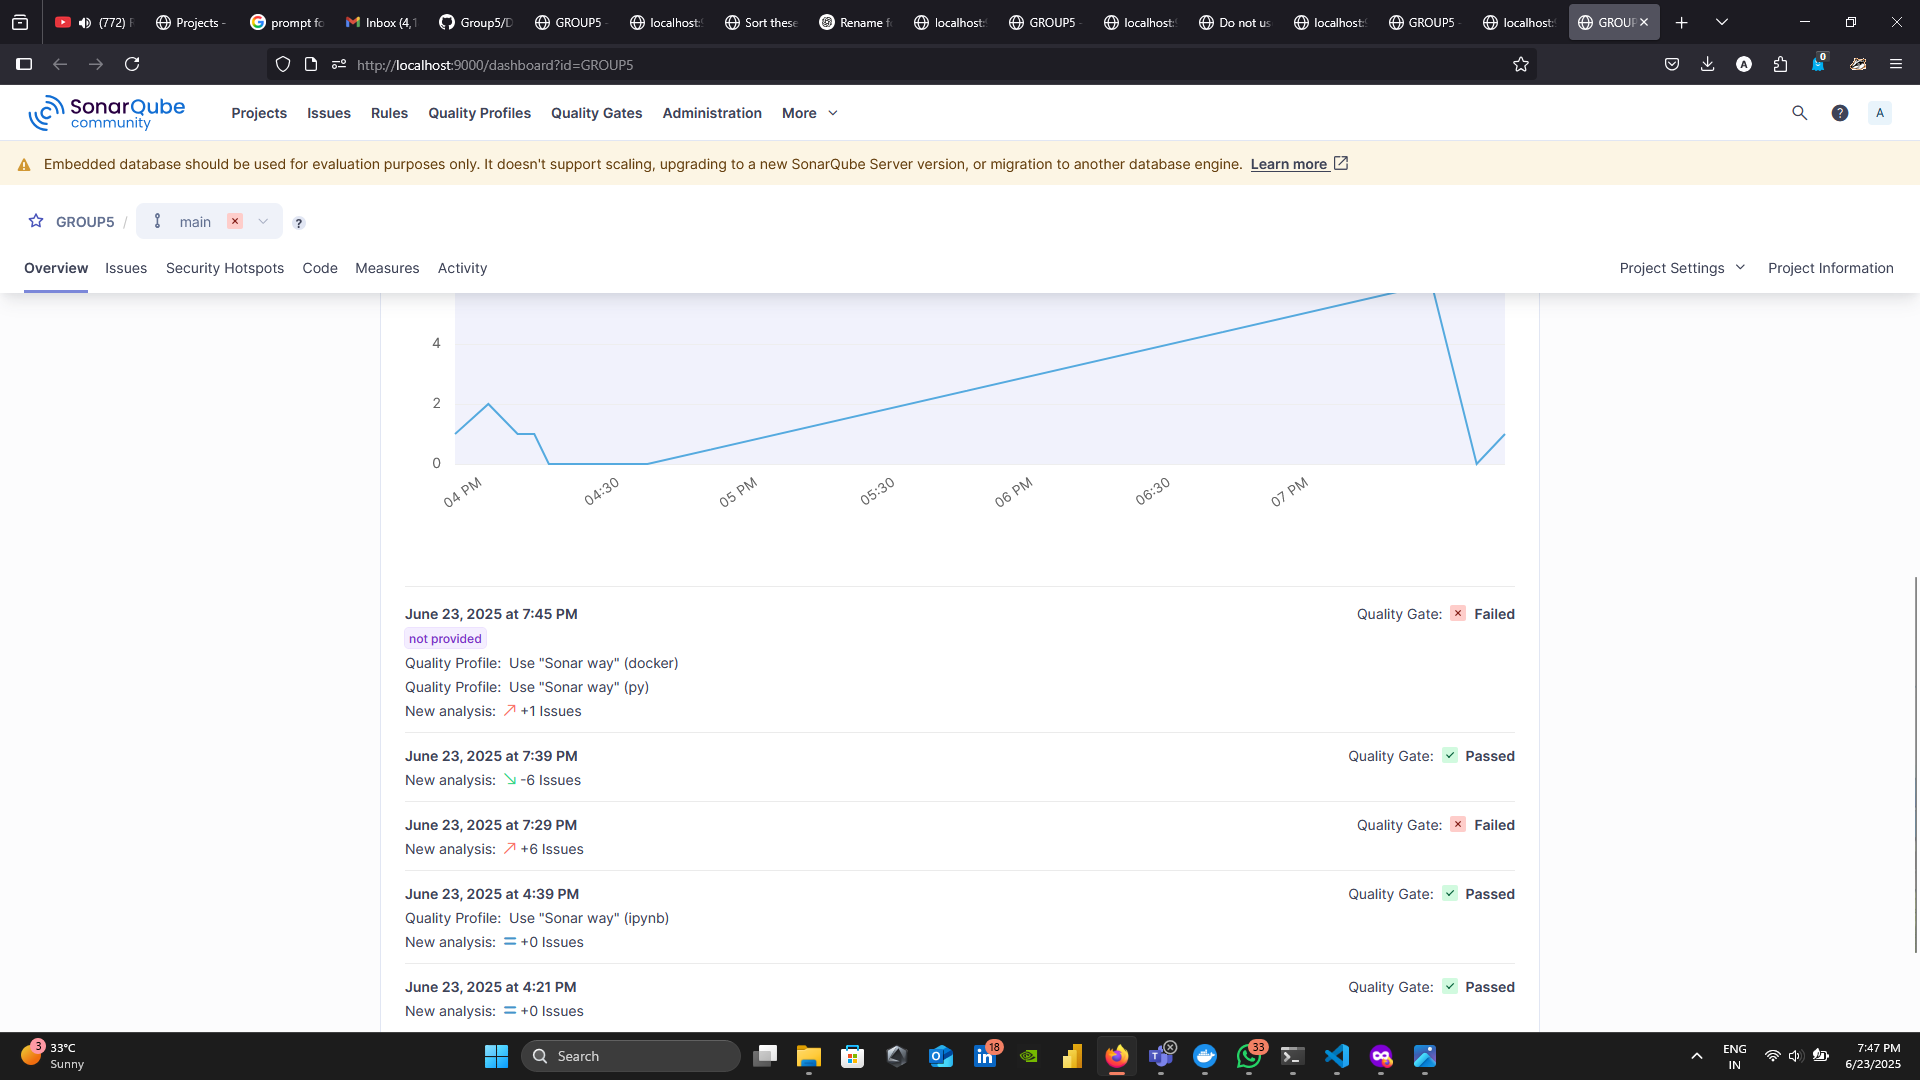 (772)
Projects -
prompt fo
Inbox (4,1
Group5/D
GROUP5 -
localhost:9
Sort these
Rename f
localhost:9
GROUP5 -
localhost:9
Do not us
localhost:9
GROUP5 -
localhost:9
GROUP
http://localhost:9000/dashboard?id=GROUP5
A
0
SonarQube
community
Projects
Issues
Rules
Quality Profiles
Quality Gates
Administration
More
?
A
Embedded database should be used for evaluation purposes only. It doesn't support scaling, upgrading to a new SonarQube Server version, or migration to another database engine. Learn more
GROUP5 / main
?
Overview
Issues
Security Hotspots
Code
Measures
Activity
Project Settings
Project Information
4
2
0
04 PM
04:30
05 PM
05:30
06 PM
06:30
07 PM
June 23, 2025 at 7:45 PM
Quality Gate: Failed
not provided
Quality Profile: Use "Sonar way" (docker)
Quality Profile: Use "Sonar way" (py)
New analysis: +1 Issues
June 23, 2025 at 7:39 PM
Quality Gate: Passed
New analysis: -6 Issues
June 23, 2025 at 7:29 PM
Quality Gate: Failed
New analysis: +6 Issues
June 23, 2025 at 4:39 PM
Quality Gate: Passed
Quality Profile: Use "Sonar way" (ipynb)
New analysis: +0 Issues
June 23, 2025 at 4:21 PM
Quality Gate: Passed
New analysis: +0 Issues
3
33°C
Sunny
Search
18
33
ENG
IN
7:47 PM
6/23/2025